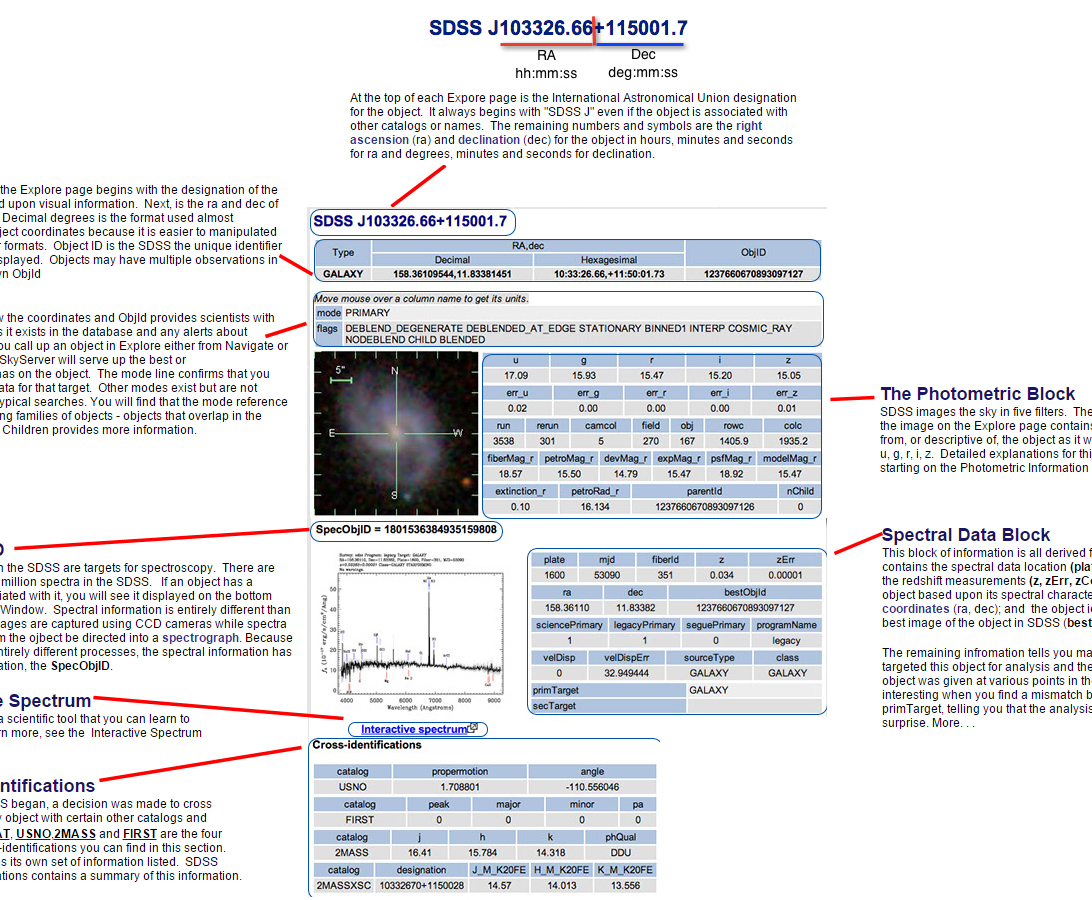 SDSS J103326.66+115001.7
RA Dec
hh:mm:ss deg:mm:ss
At the top of each Expore page is the International Astronomical Union designation
for the object. It always begins with "SDSS J" even if the object is associated with
other catalogs or names. The remaining numbers and symbols are the right
ascension (ra) and declination (dec) for the object in hours, minutes and seconds
for ra and degrees, minutes and seconds for declination.
the Explore page begins with the designation of the
d upon visual information. Next, is the ra and dec of
Decimal degrees is the format used almost
ject coordinates because it is easier to manipulated
r formats. Object ID is the SDSS the unique identifier
splayed. Objects may have multiple observations in
wn ObjId
w the coordinates and ObjId provides scientists with
s it exists in the database and any alerts about
ou call up an object in Explore either from Navigate or
SkyServer will serve up the best or
has on the object. The mode line confirms that you
ata for that target. Other modes exist but are not
typical searches. You will find that the mode reference
ng families of objects - objects that overlap in the
Children provides more information.
D
n the SDSS are targets for spectroscopy. There are
million spectra in the SDSS. If an object has a
iated with it, you will see it displayed on the bottom
Window. Spectral information is entirely different than
ages are captured using CCD cameras while spectra
m the ojbect be directed into a spectrograph. Because
entirely different processes, the spectral information has
ation, the SpecObjID.
e Spectrum
a scientific tool that you can learn to
rn more, see the Interactive Spectrum
ntifications
S began, a decision was made to cross
y object with certain other catalogs and
AT, USNO,2MASS and FIRST are the four
-identifications you can find in this section.
s its own set of information listed. SDSS
ations contains a summary of this information.
SDSS J103326.66+115001.7
Type RA,dec ObjID
Decimal Hexagesimal
GALAXY 158.36109544,11.83381451 10:33:26.66,+11:50:01.73 1237660670893097127
Move mouse over a column name to get its units.
mode PRIMARY
flags DEBLEND_DEGENERATE DEBLENDED_AT_EDGE STATIONARY BINNED1 INTERP COSMIC_RAY
NODEBLEND CHILD BLENDED
5"
N
E W
S
u g r i z
17.09 15.93 15.47 15.20 15.05
err_u err_g err_r err_i err_z
0.02 0.00 0.00 0.00 0.01
run rerun camcol field obj rowc colc
3538 301 5 270 167 1405.9 1935.2
fiberMag_r petroMag_r devMag_r expMag_r psfMag_r modelMag_r
18.57 15.50 14.79 15.47 18.92 15.47
extinction_r petroRad_r parentId nChild
0.10 16.134 1237660670893097126 0
SpecObjID = 1801536384935159808
Survey: sdss Program: legacy Target: GALAXY
No warnings.
4000 5000 6000 7000 8000 9000
Wavelength (Angstroms)
plate mjd fiberId z zErr
1600 53090 351 0.034 0.00001
ra dec bestObjId
158.36110 11.83382 1237660670893097127
sciencePrimary legacyPrimary seguePrimary programName
1 1 0 legacy
velDisp velDispErr sourceType class
0 32.949444 GALAXY GALAXY
primTarget GALAXY
secTarget
Interactive spectrum
Cross-identifications
catalog propermotion angle
USNO 1.708801 -110.556046
catalog peak major minor pa
FIRST 0 0 0 0
catalog j h k phQual
2MASS 16.41 15.784 14.318 DDU
catalog designation J_M_K20FE H_M_K20FE K_M_K20FE
2MASSXSC 10332670+1150028 14.57 14.013 13.556
The Photometric Block
SDSS images the sky in five filters. The
the image on the Explore page contains
from, or descriptive of, the object as it w
u, g, r, i, z. Detailed explanations for thi
starting on the Photometric Information
Spectral Data Block
This block of information is all derived f
contains the spectral data location (plat
the redshift measurements (z, zErr, zCo
object based upon its spectral characte
coordinates (ra, dec); and the object id
best image of the object in SDSS (best
The remaining infromation tells you ma
targeted this object for analysis and the
object was given at various points in the
interesting when you find a mismatch b
primTarget, telling you that the analysis
surprise. More. . .